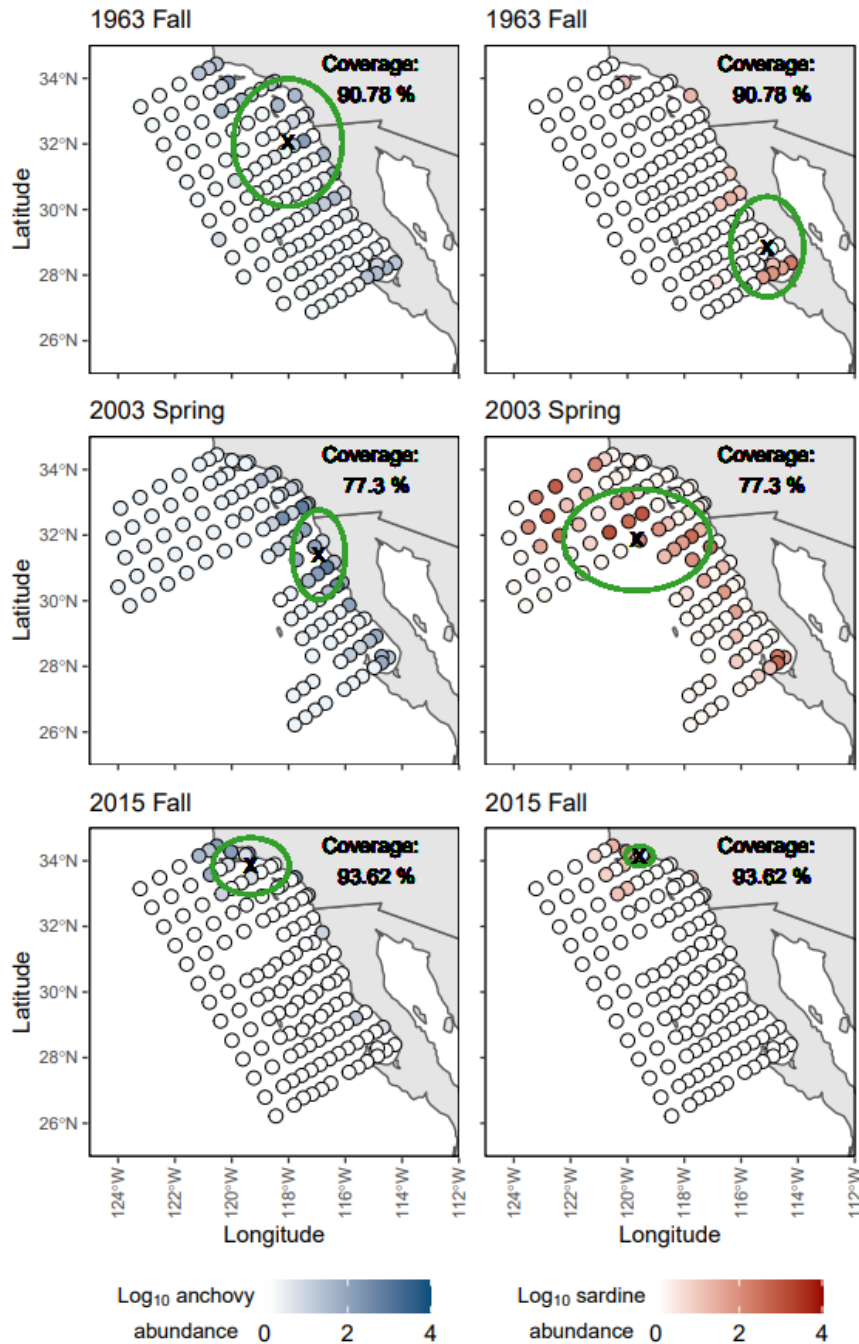 1963 Fall
1963 Fall
Coverage:
90.78 %
Coverage:
90.78 %
34°N
32°N
30°N
28°N
26°N
Latitude
X
X
2003 Spring
2003 Spring
Coverage:
77.3 %
Coverage:
77.3 %
34°N
32°N
30°N
28°N
26°N
Latitude
X
X
2015 Fall
2015 Fall
Coverage:
93.62 %
Coverage:
93.62 %
34°N
32°N
30°N
28°N
26°N
Latitude
X
X
124°W 122°W 120°W 118°W 116°W 114°W 112°W
124°W 122°W 120°W 118°W 116°W 114°W 112°W
Longitude
Longitude
Log₁₀ anchovy
abundance 0 2 4
Log₁₀ sardine
abundance 0 2 4